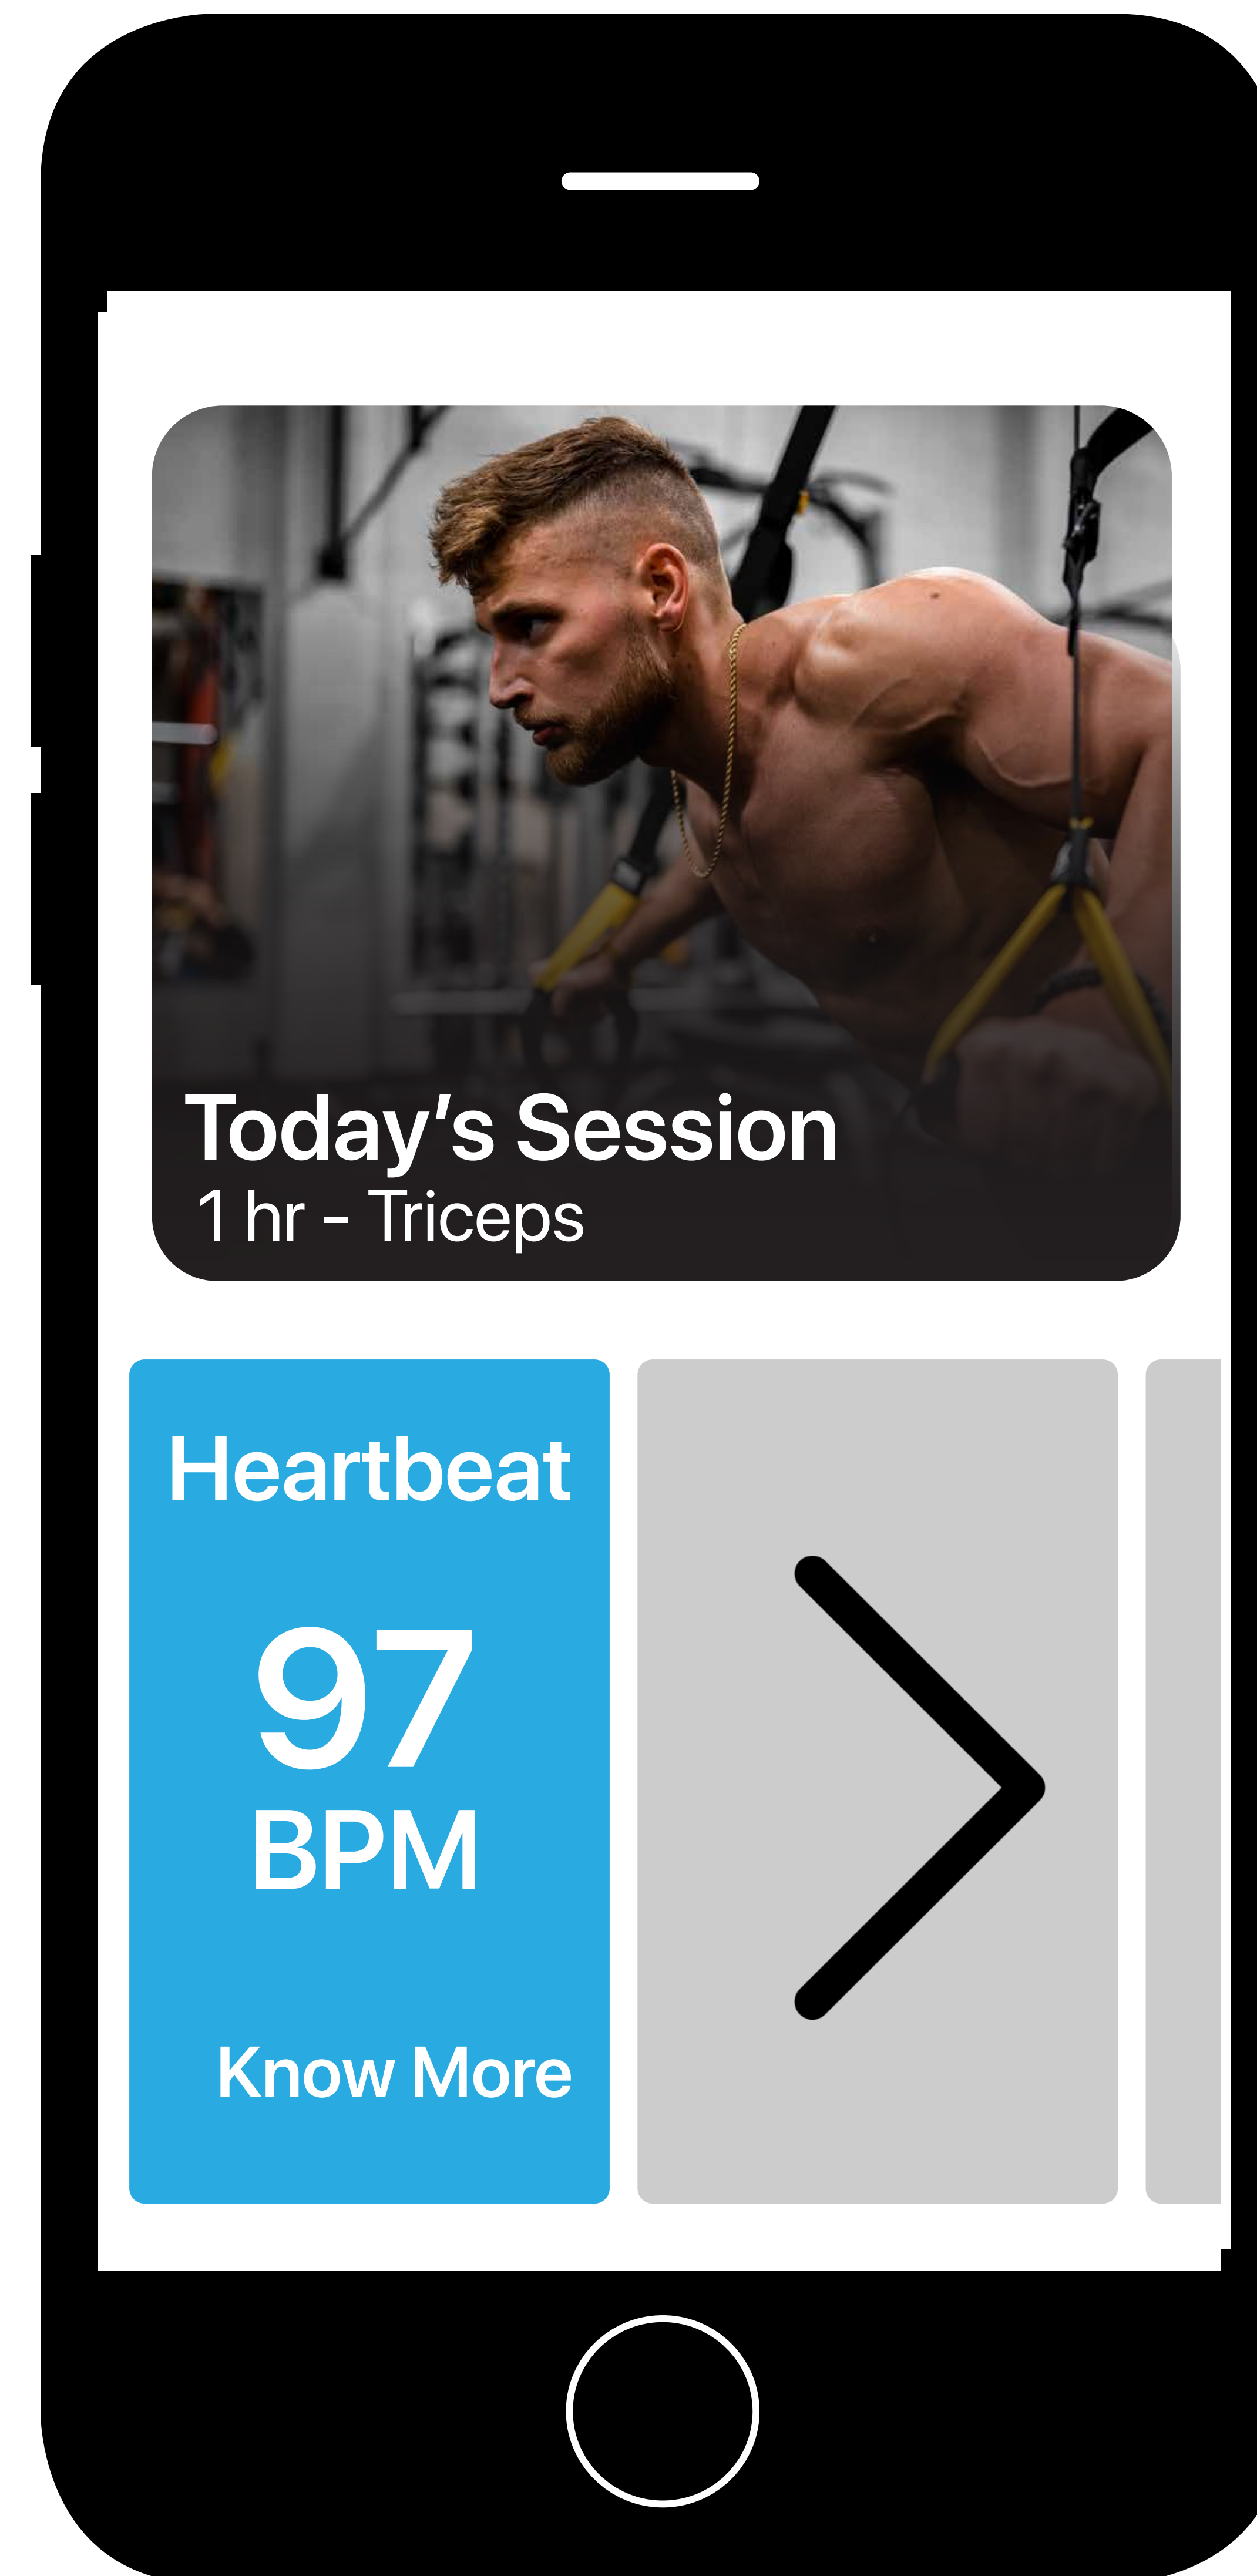 Today’s Session
1 hr - Triceps
Heartbeat
97
BPM
Know More